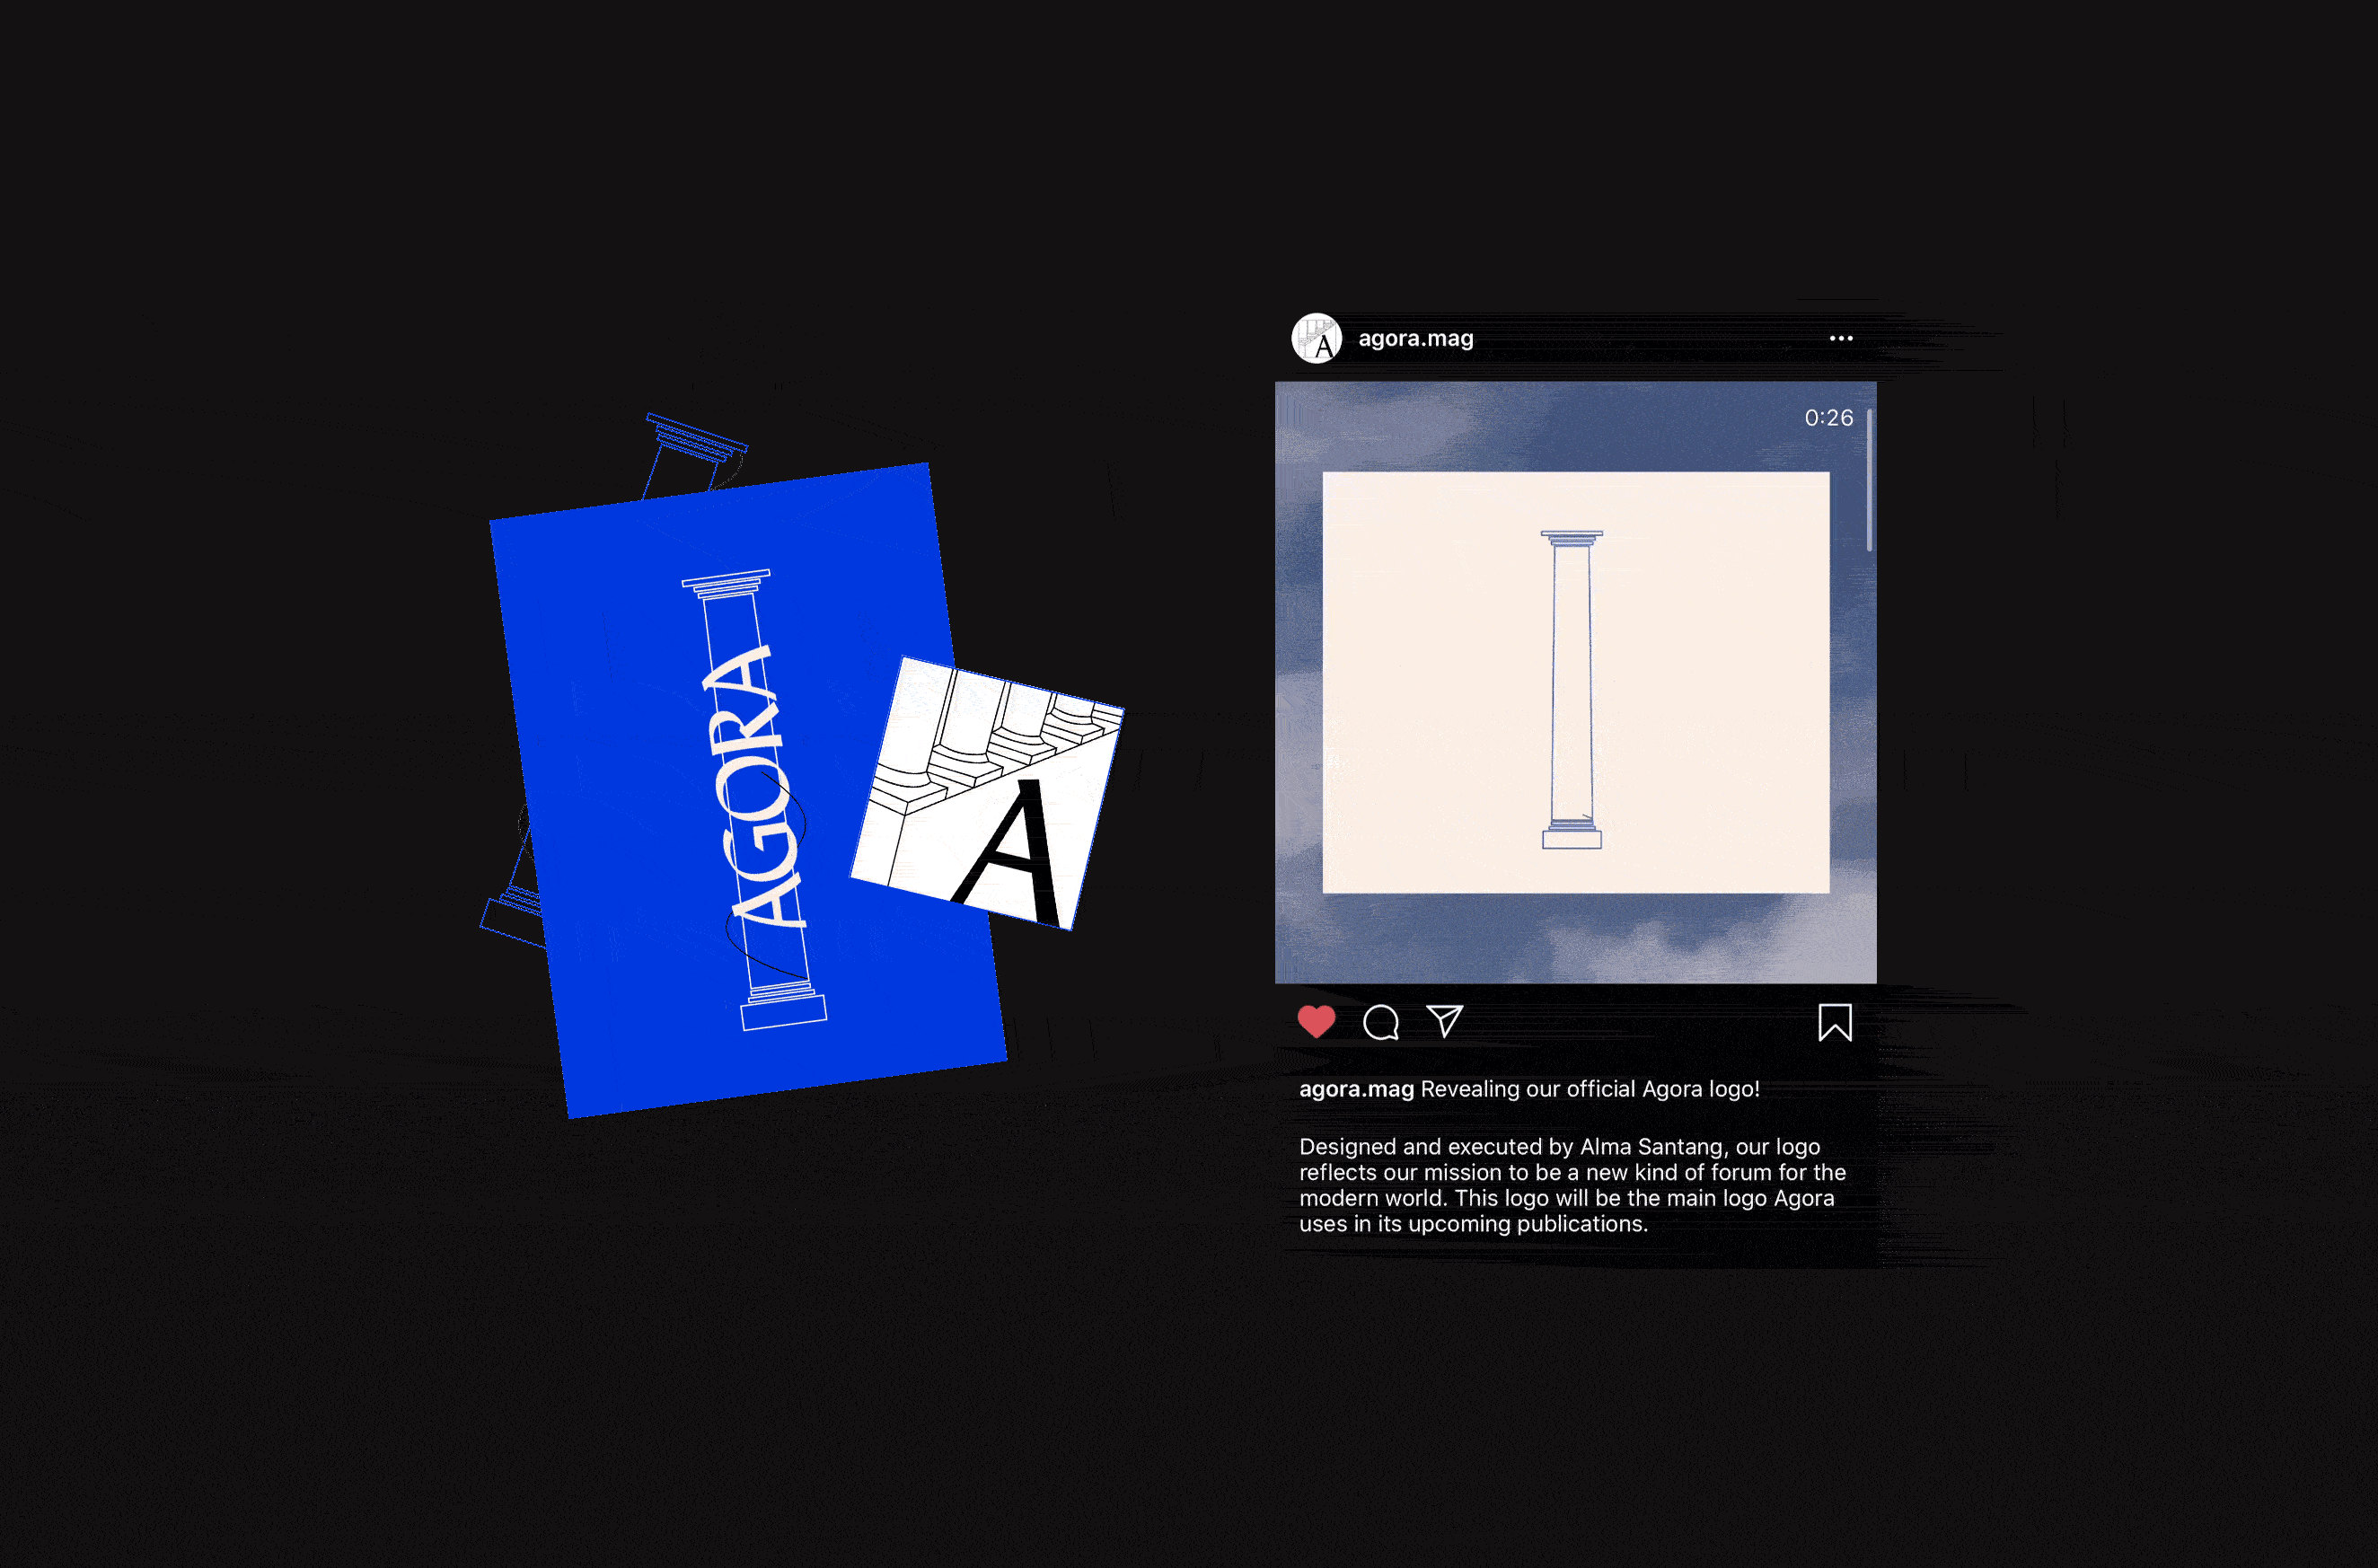 AGORA
A
A
agora.mag
0:26
agora.mag Revealing our official Agora logo!
Designed and executed by Alma Santang, our logo
reflects our mission to be a new kind of forum for the
modern world. This logo will be the main logo Agora
uses in its upcoming publications.